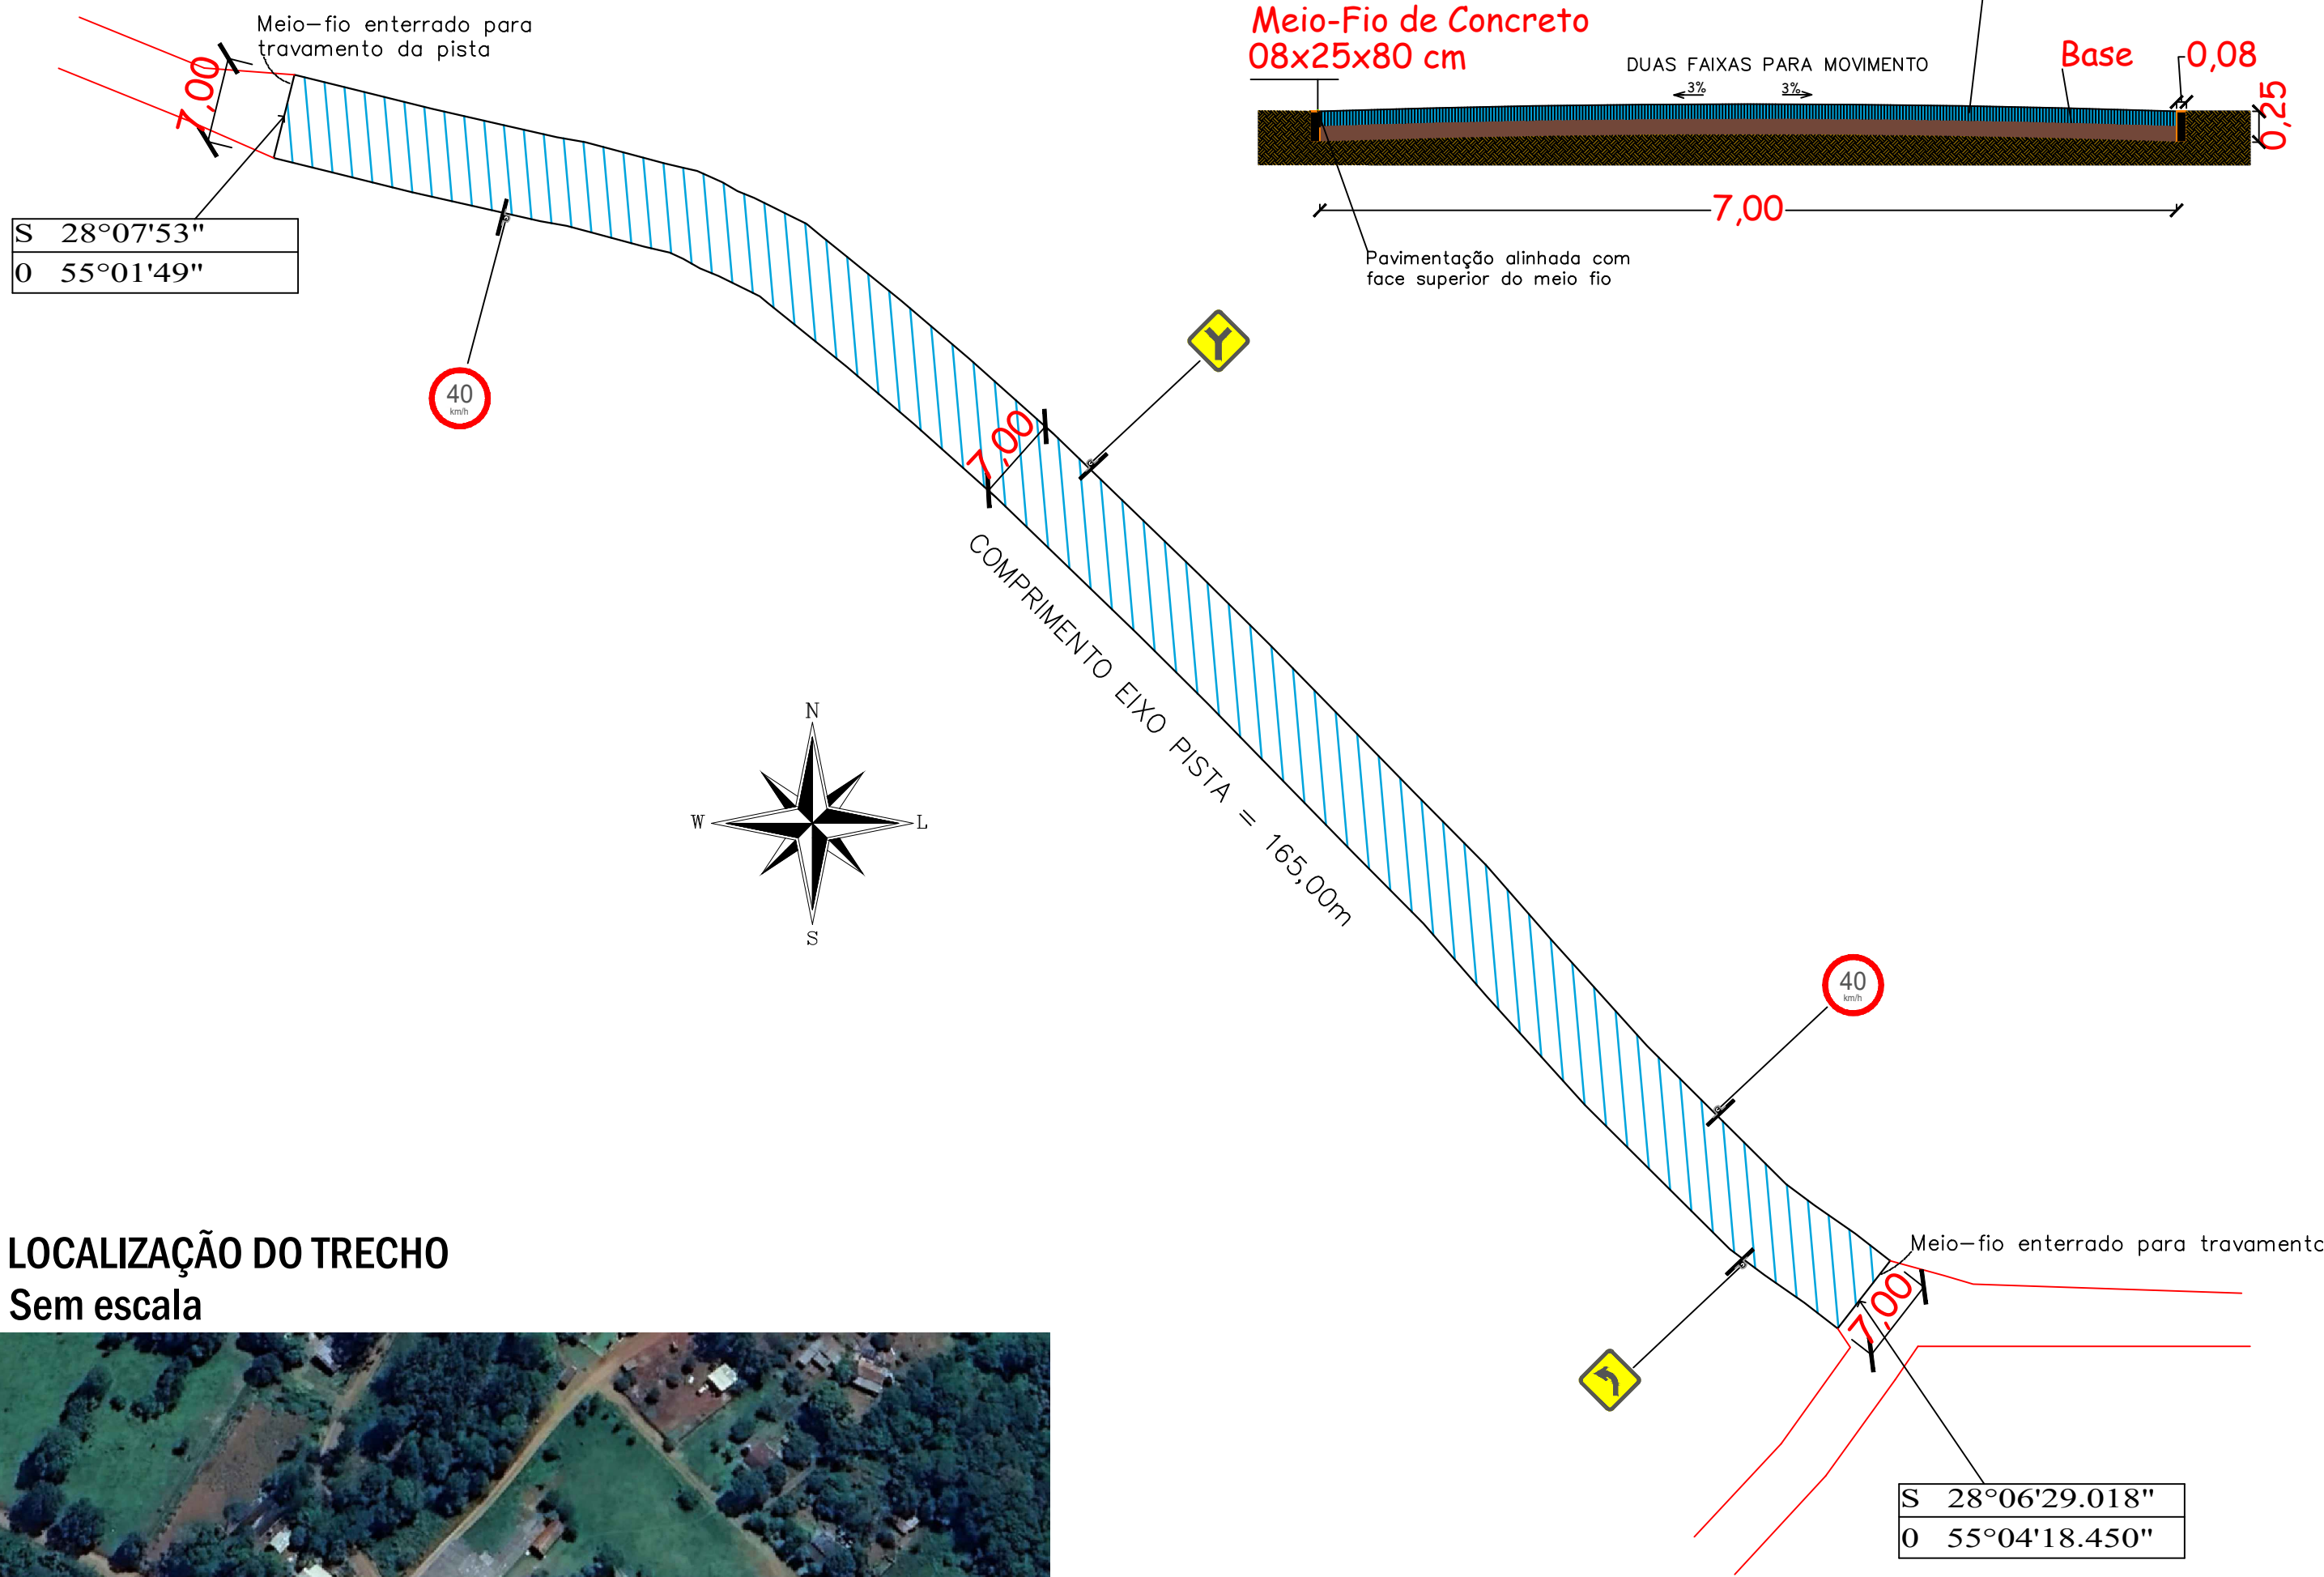 Meio-fio enterrado para
travamento da pista
7,00
S 28°07'53"
0 55°01'49"
40
km/h
Meio-Fio de Concreto
08x25x80 cm
DUAS FAIXAS PARA MOVIMENTO
3%
3%
Base
0,08
0,25
7,00
Pavimentação alinhada com
face superior do meio fio
7,00
COMPRIMENTO EIXO PISTA = 165,00m
N
W
L
S
40
km/h
Meio-fio enterrado para travamento
7,00
S 28°06'29.018"
0 55°04'18.450"
LOCALIZAÇÃO DO TRECHO
Sem escala